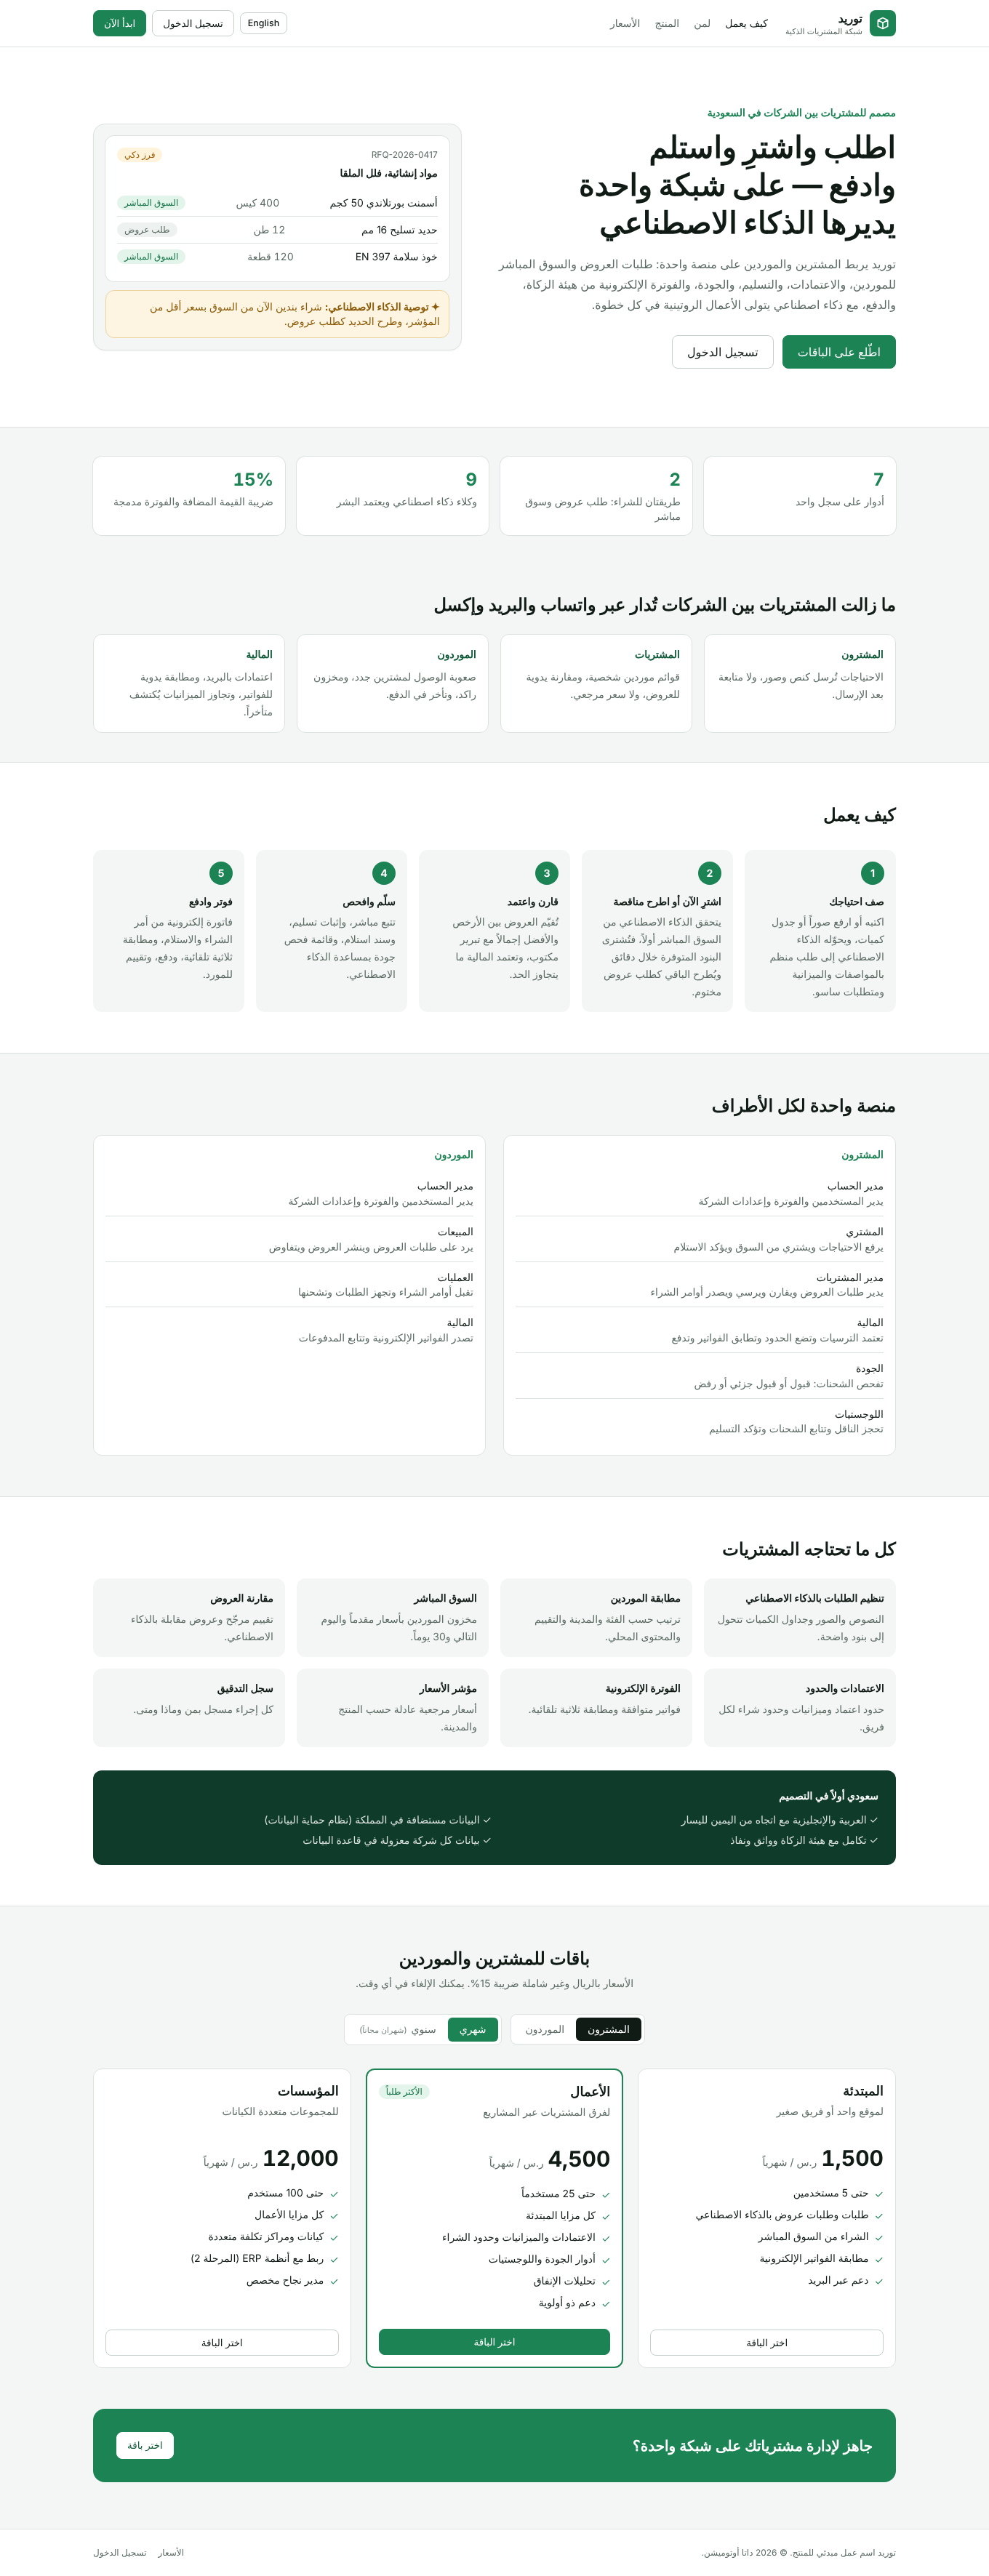 توريد
شبكة المشتريات الذكية
كيف يعمل
لمن
المنتج
الأسعار
English
تسجيل الدخول
ابدأ الآن
مصمم للمشتريات بين الشركات في السعودية
اطلب واشترِ واستلم
وادفع — على شبكة واحدة
يديرها الذكاء الاصطناعي
توريد يربط المشترين والموردين على منصة واحدة: طلبات العروض والسوق المباشر
للموردين، والاعتمادات، والتسليم، والجودة، والفوترة الإلكترونية من هيئة الزكاة،
والدفع، مع ذكاء اصطناعي يتولى الأعمال الروتينية في كل خطوة.
اطّلع على الباقات
تسجيل الدخول
RFQ-2026-0417
فرز ذكي
مواد إنشائية، فلل الملقا
أسمنت بورتلاندي 50 كجم
400 كيس
السوق المباشر
حديد تسليح 16 مم
12 طن
طلب عروض
خوذ سلامة EN 397
120 قطعة
السوق المباشر
✦ توصية الذكاء الاصطناعي: شراء بندين الآن من السوق بسعر أقل من
المؤشر، وطرح الحديد كطلب عروض.
7
أدوار على سجل واحد
2
طريقتان للشراء: طلب عروض وسوق
مباشر
9
وكلاء ذكاء اصطناعي ويعتمد البشر
15%
ضريبة القيمة المضافة والفوترة مدمجة
ما زالت المشتريات بين الشركات تُدار عبر واتساب والبريد وإكسل
المشترون
الاحتياجات تُرسل كنص وصور، ولا متابعة
بعد الإرسال.
المشتريات
قوائم موردين شخصية، ومقارنة يدوية
للعروض، ولا سعر مرجعي.
الموردون
صعوبة الوصول لمشترين جدد، ومخزون
راكد، وتأخر في الدفع.
المالية
اعتمادات بالبريد، ومطابقة يدوية
للفواتير، وتجاوز الميزانيات يُكتشف
متأخراً.
كيف يعمل
1
صف احتياجك
اكتبه أو ارفع صوراً أو جدول
كميات، ويحوّله الذكاء
الاصطناعي إلى طلب منظم
بالمواصفات والميزانية
ومتطلبات ساسو.
2
اشترِ الآن أو اطرح مناقصة
يتحقق الذكاء الاصطناعي من
السوق المباشر أولاً، فتُشترى
البنود المتوفرة خلال دقائق
ويُطرح الباقي كطلب عروض
مختوم.
3
قارن واعتمد
تُقيّم العروض بين الأرخص
والأفضل إجمالاً مع تبرير
مكتوب، وتعتمد المالية ما
يتجاوز الحد.
4
سلّم وافحص
تتبع مباشر، وإثبات تسليم،
وسند استلام، وقائمة فحص
جودة بمساعدة الذكاء
الاصطناعي.
5
فوتر وادفع
فاتورة إلكترونية من أمر
الشراء والاستلام، ومطابقة
ثلاثية تلقائية، ودفع، وتقييم
للمورد.
منصة واحدة لكل الأطراف
المشترون
مدير الحساب
يدير المستخدمين والفوترة وإعدادات الشركة
المشتري
يرفع الاحتياجات ويشتري من السوق ويؤكد الاستلام
مدير المشتريات
يدير طلبات العروض ويقارن ويرسي ويصدر أوامر الشراء
المالية
تعتمد الترسيات وتضع الحدود وتطابق الفواتير وتدفع
الجودة
تفحص الشحنات: قبول أو قبول جزئي أو رفض
اللوجستيات
تحجز الناقل وتتابع الشحنات وتؤكد التسليم
الموردون
مدير الحساب
يدير المستخدمين والفوترة وإعدادات الشركة
المبيعات
يرد على طلبات العروض وينشر العروض ويتفاوض
العمليات
تقبل أوامر الشراء وتجهز الطلبات وتشحنها
المالية
تصدر الفواتير الإلكترونية وتتابع المدفوعات
كل ما تحتاجه المشتريات
تنظيم الطلبات بالذكاء الاصطناعي
النصوص والصور وجداول الكميات تتحول
إلى بنود واضحة.
مطابقة الموردين
ترتيب حسب الفئة والمدينة والتقييم
والمحتوى المحلي.
السوق المباشر
مخزون الموردين بأسعار مقدماً واليوم
التالي و30 يوماً.
مقارنة العروض
تقييم مرجّح وعروض مقابلة بالذكاء
الاصطناعي.
الاعتمادات والحدود
حدود اعتماد وميزانيات وحدود شراء لكل
فريق.
الفوترة الإلكترونية
فواتير متوافقة ومطابقة ثلاثية تلقائية.
مؤشر الأسعار
أسعار مرجعية عادلة حسب المنتج
والمدينة.
سجل التدقيق
كل إجراء مسجل بمن وماذا ومتى.
سعودي أولاً في التصميم
✓ العربية والإنجليزية مع اتجاه من اليمين لليسار
✓ البيانات مستضافة في المملكة (نظام حماية البيانات)
✓ تكامل مع هيئة الزكاة وواثق ونفاذ
✓ بيانات كل شركة معزولة في قاعدة البيانات
باقات للمشترين والموردين
الأسعار بالريال وغير شاملة ضريبة 15%. يمكنك الإلغاء في أي وقت.
المشترون
الموردون
شهري
سنوي (شهران مجاناً)
المبتدئة
لموقع واحد أو فريق صغير
1,500 ر.س / شهرياً
✓ حتى 5 مستخدمين
✓ طلبات وطلبات عروض بالذكاء الاصطناعي
✓ الشراء من السوق المباشر
✓ مطابقة الفواتير الإلكترونية
✓ دعم عبر البريد
اختر الباقة
الأعمال
الأكثر طلباً
لفرق المشتريات عبر المشاريع
4,500 ر.س / شهرياً
✓ حتى 25 مستخدماً
✓ كل مزايا المبتدئة
✓ الاعتمادات والميزانيات وحدود الشراء
✓ أدوار الجودة واللوجستيات
✓ تحليلات الإنفاق
✓ دعم ذو أولوية
اختر الباقة
المؤسسات
للمجموعات متعددة الكيانات
12,000 ر.س / شهرياً
✓ حتى 100 مستخدم
✓ كل مزايا الأعمال
✓ كيانات ومراكز تكلفة متعددة
✓ ربط مع أنظمة ERP (المرحلة 2)
✓ مدير نجاح مخصص
اختر الباقة
جاهز لإدارة مشترياتك على شبكة واحدة؟
اختر باقة
توريد اسم عمل مبدئي للمنتج. © 2026 داتا أوتوميشن.
الأسعار
تسجيل الدخول